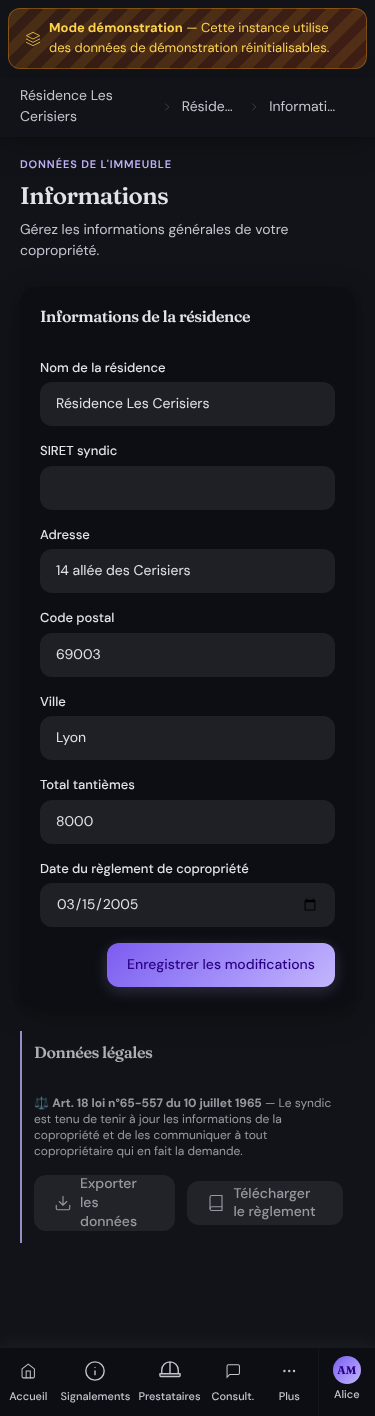 Mode démonstration — Cette instance utilise
des données de démonstration réinitialisables.
Résidence Les
Cerisiers
Réside...
Informati...
DONNÉES DE L'IMMEUBLE
Informations
Gérez les informations générales de votre
copropriété.
Informations de la résidence
Nom de la résidence
Résidence Les Cerisiers
SIRET syndic
Adresse
14 allée des Cerisiers
Code postal
69003
Ville
Lyon
Total tantièmes
8000
Date du règlement de copropriété
03/15/2005
Enregistrer les modifications
Données légales
⚖️ Art. 18 loi n°65-557 du 10 juillet 1965 — Le syndic
est tenu de tenir à jour les informations de la
copropriété et de les communiquer à tout
copropriétaire qui en fait la demande.
Exporter
les
données
Télécharger
le règlement
Accueil
Signalements
Prestataires
Consult.
Plus
AM
Alice